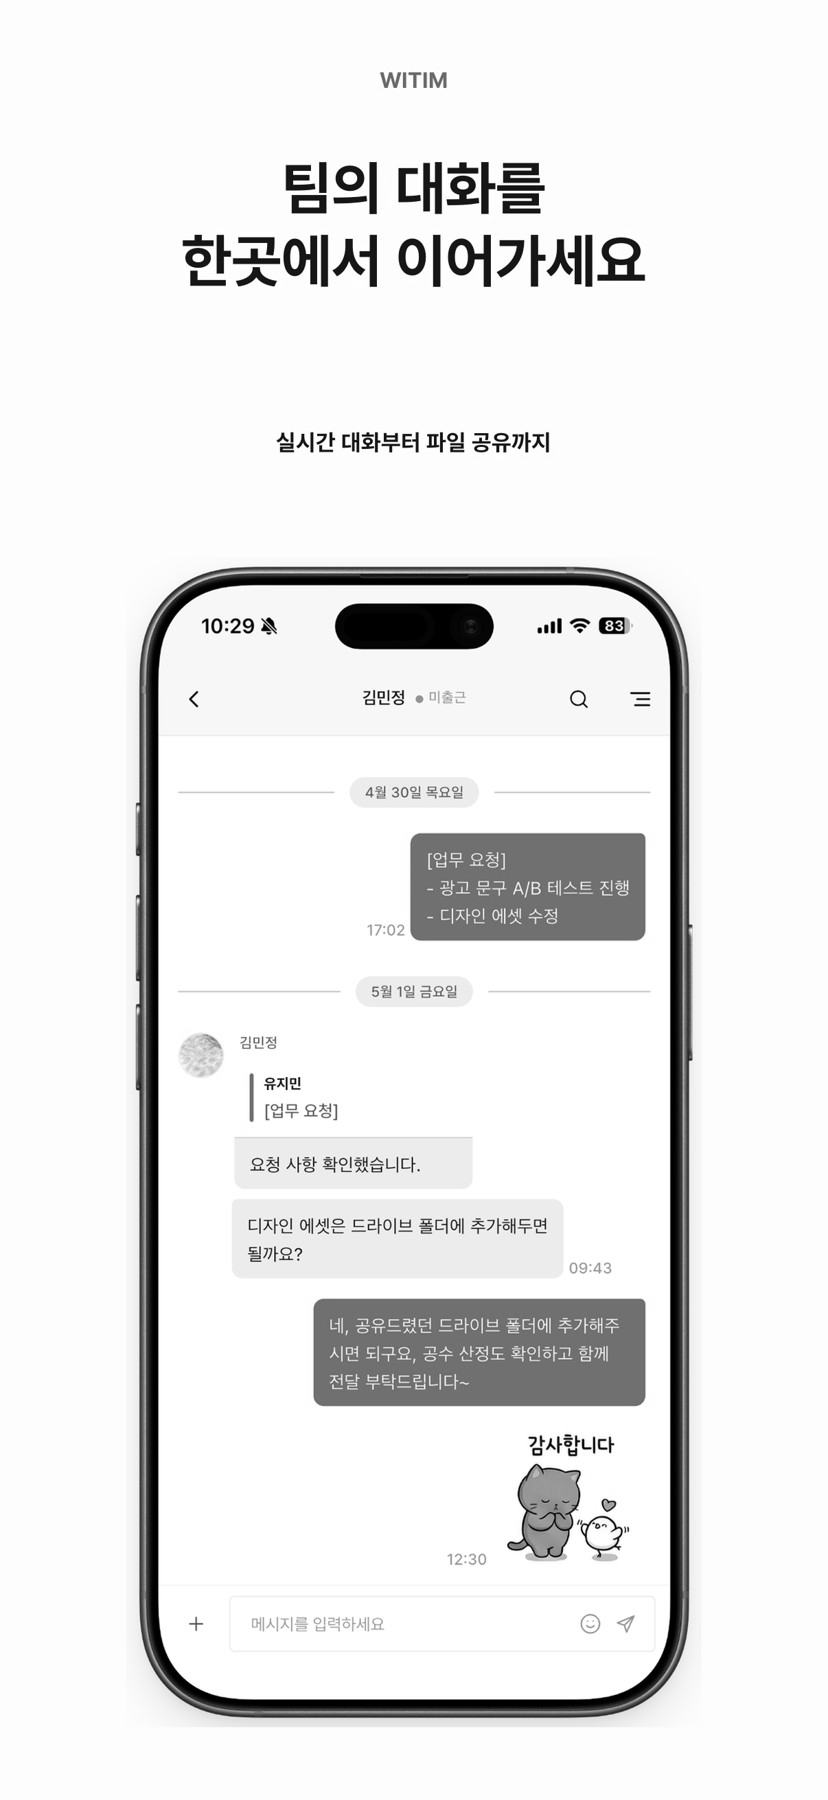 WITIM
팀의 대화를
한곳에서 이어가세요
실시간 대화부터 파일 공유까지
10:29
83
김민정 미출근
4월 30일 목요일
[업무 요청]
- 광고 문구 A/B 테스트 진행
- 디자인 에셋 수정
17:02
5월 1일 금요일
김민정
유지민
[업무 요청]
요청 사항 확인했습니다.
디자인 에셋은 드라이브 폴더에 추가해두면
될까요?
09:43
네, 공유드렸던 드라이브 폴더에 추가해주
시면 되구요, 공수 산정도 확인하고 함께
전달 부탁드립니다~
감사합니다
12:30
메시지를 입력하세요